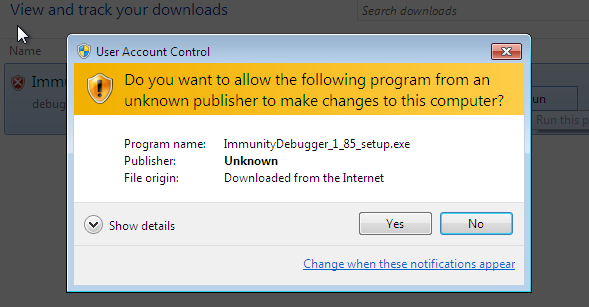 View and track your downloads
Search downloads
Name
User Account Control
Do you want to allow the following program from an
unknown publisher to make changes to this computer?
Program name: ImmunityDebugger_1_85_setup.exe
Publisher: Unknown
File origin: Downloaded from the Internet
Show details
Yes
No
Change when these notifications appear
Imm
debug
un
Run this p